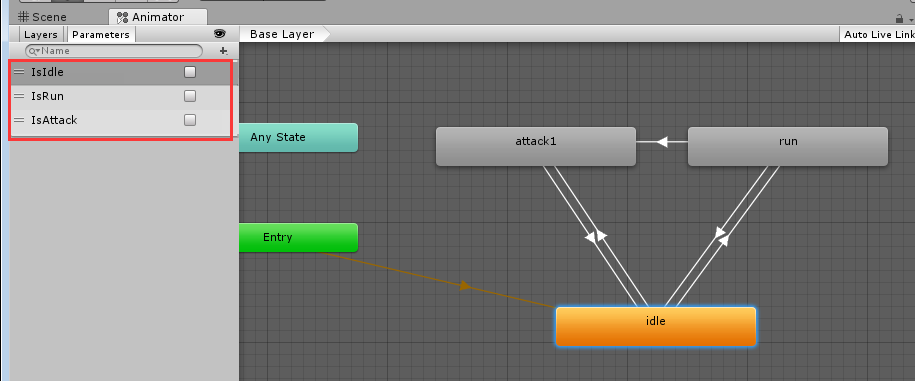 Scene Animator
Layers Parameters Base Layer Auto Live Link
Name
IsIdle
IsRun
IsAttack
Any State
attack1
run
Entry
idle